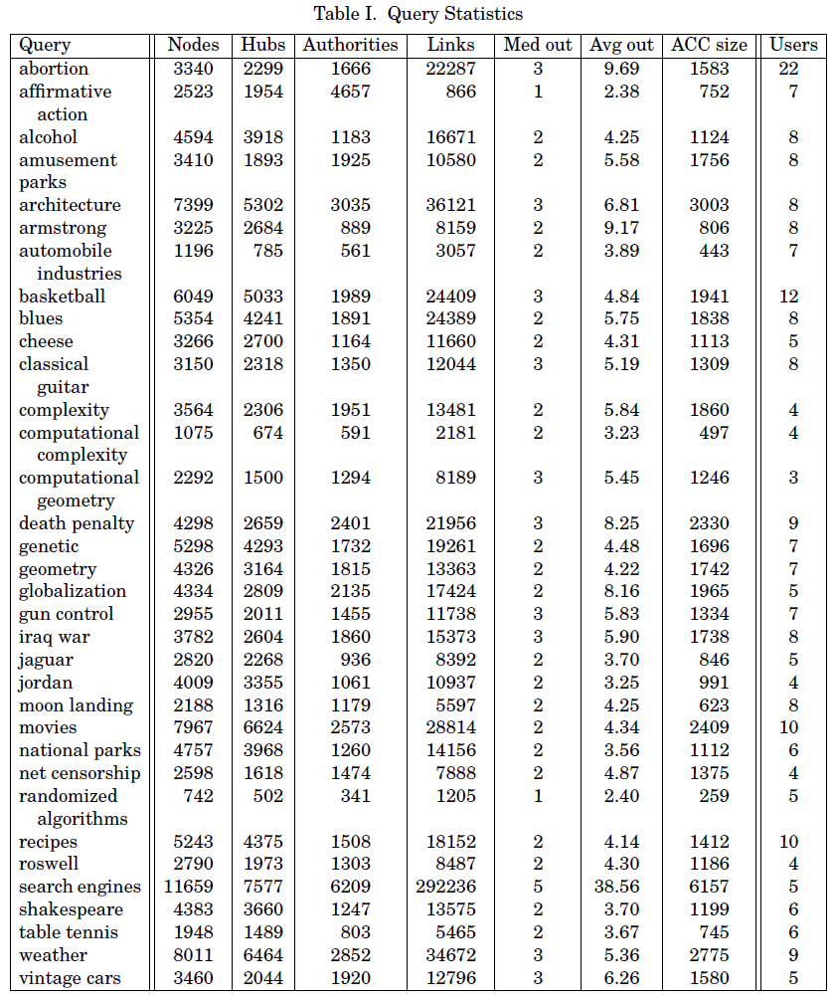 Table I. Query Statistics
Query Nodes Hubs Authorities Links Med out Avg out ACC size Users
abortion 3340 2299 1666 22287 3 9.69 1583 22
affirmative 2523 1954 4657 866 1 2.38 752 7
action
alcohol 4594 3918 1183 16671 2 4.25 1124 8
amusement 3410 1893 1925 10580 2 5.58 1756 8
parks
architecture 7399 5302 3035 36121 3 6.81 3003 8
armstrong 3225 2684 889 8159 2 9.17 806 8
automobile 1196 785 561 3057 2 3.89 443 7
industries
basketball 6049 5033 1989 24409 3 4.84 1941 12
blues 5354 4241 1891 24389 2 5.75 1838 8
cheese 3266 2700 1164 11660 2 4.31 1113 5
classical 3150 2318 1350 12044 3 5.19 1309 8
guitar
complexity 3564 2306 1951 13481 2 5.84 1860 4
computational 1075 674 591 2181 2 3.23 497 4
complexity
computational 2292 1500 1294 8189 3 5.45 1246 3
geometry
death penalty 4298 2659 2401 21956 3 8.25 2330 9
genetic 5298 4293 1732 19261 2 4.48 1696 7
geometry 4326 3164 1815 13363 2 4.22 1742 7
globalization 4334 2809 2135 17424 2 8.16 1965 5
gun control 2955 2011 1455 11738 3 5.83 1334 7
iraq war 3782 2604 1860 15373 3 5.90 1738 8
jaguar 2820 2268 936 8392 2 3.70 846 5
jordan 4009 3355 1061 10937 2 3.25 991 4
moon landing 2188 1316 1179 5597 2 4.25 623 8
movies 7967 6624 2573 28814 2 4.34 2409 10
national parks 4757 3968 1260 14156 2 3.56 1112 6
net censorship 2598 1618 1474 7888 2 4.87 1375 4
randomized 742 502 341 1205 1 2.40 259 5
algorithms
recipes 5243 4375 1508 18152 2 4.14 1412 10
roswell 2790 1973 1303 8487 2 4.30 1186 4
search engines 11659 7577 6209 292236 5 38.56 6157 5
shakespeare 4383 3660 1247 13575 2 3.70 1199 6
table tennis 1948 1489 803 5465 2 3.67 745 6
weather 8011 6464 2852 34672 3 5.36 2775 9
vintage cars 3460 2044 1920 12796 3 6.26 1580 5